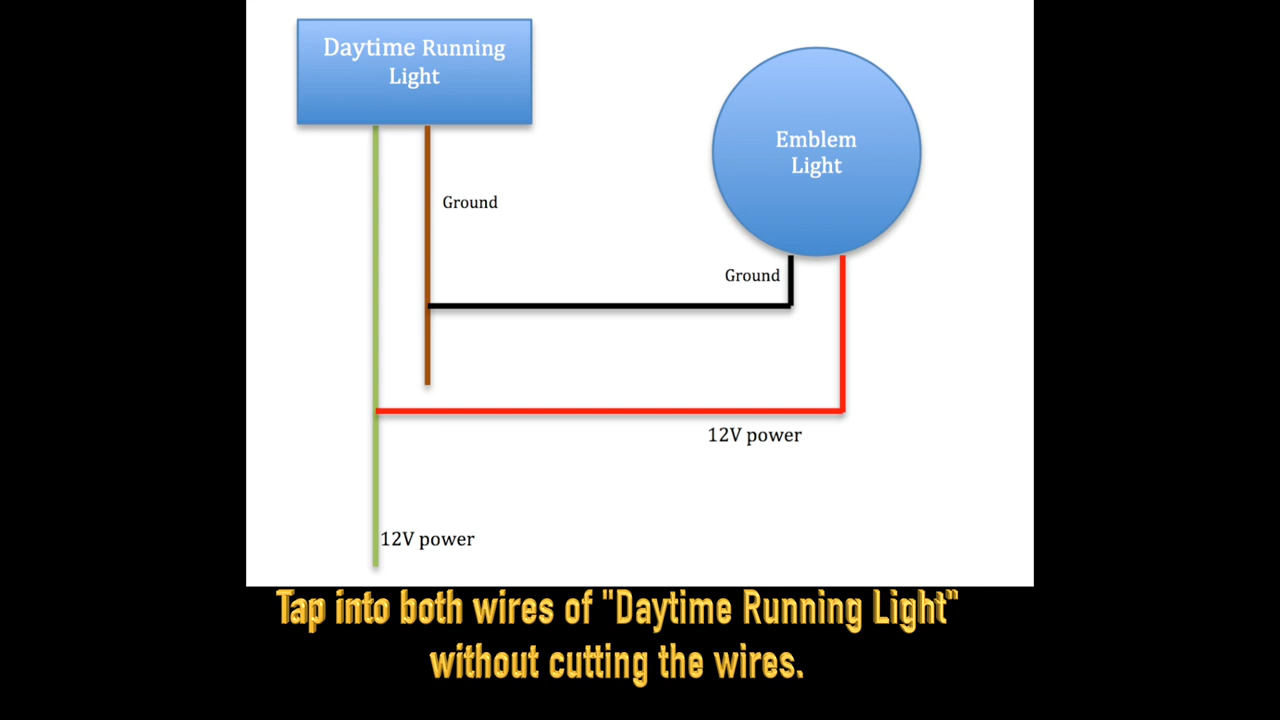 Daytime Running
Light
Emblem
Light
Ground
Ground
12V power
12V power
Tap into both wires of "Daytime Running Light"
without cutting the wires.